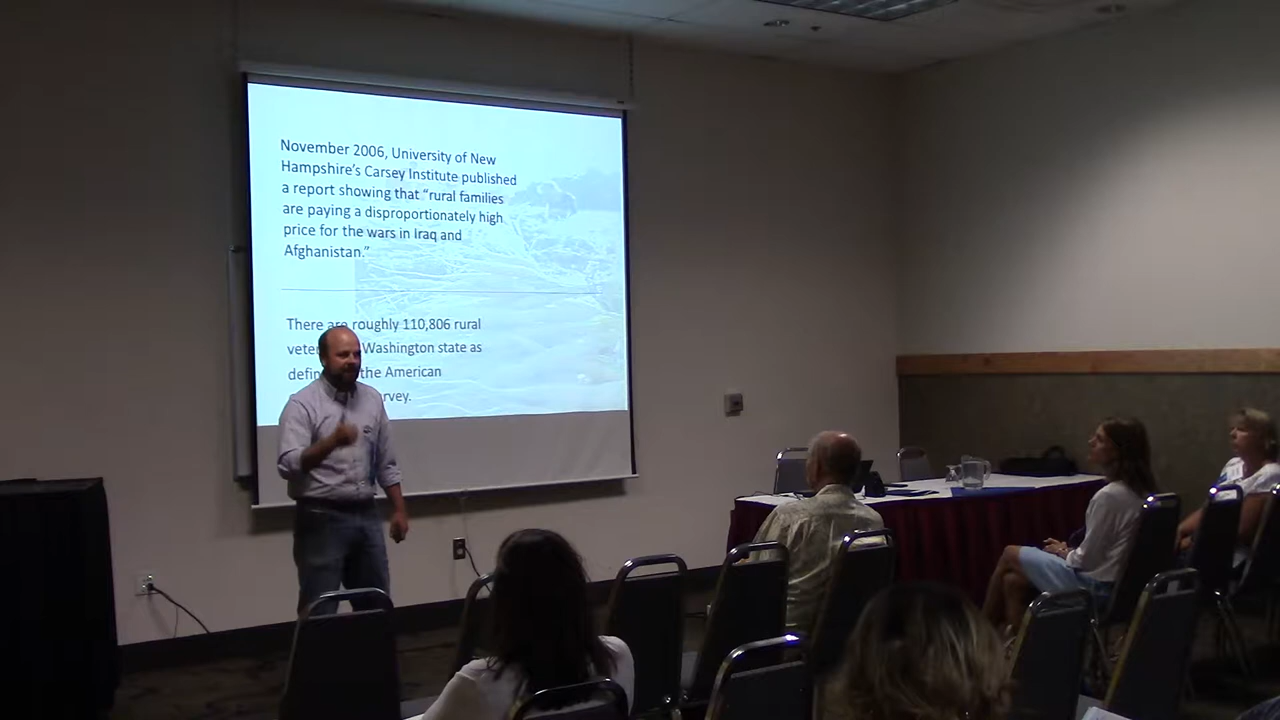 November 2006, University of New
Hampshire's Carsey Institute published
a report showing that "rural families
are paying a disproportionately high
price for the wars in Iraq and
Afghanistan."
There are roughly 110,806 rural
Washington state as
the American